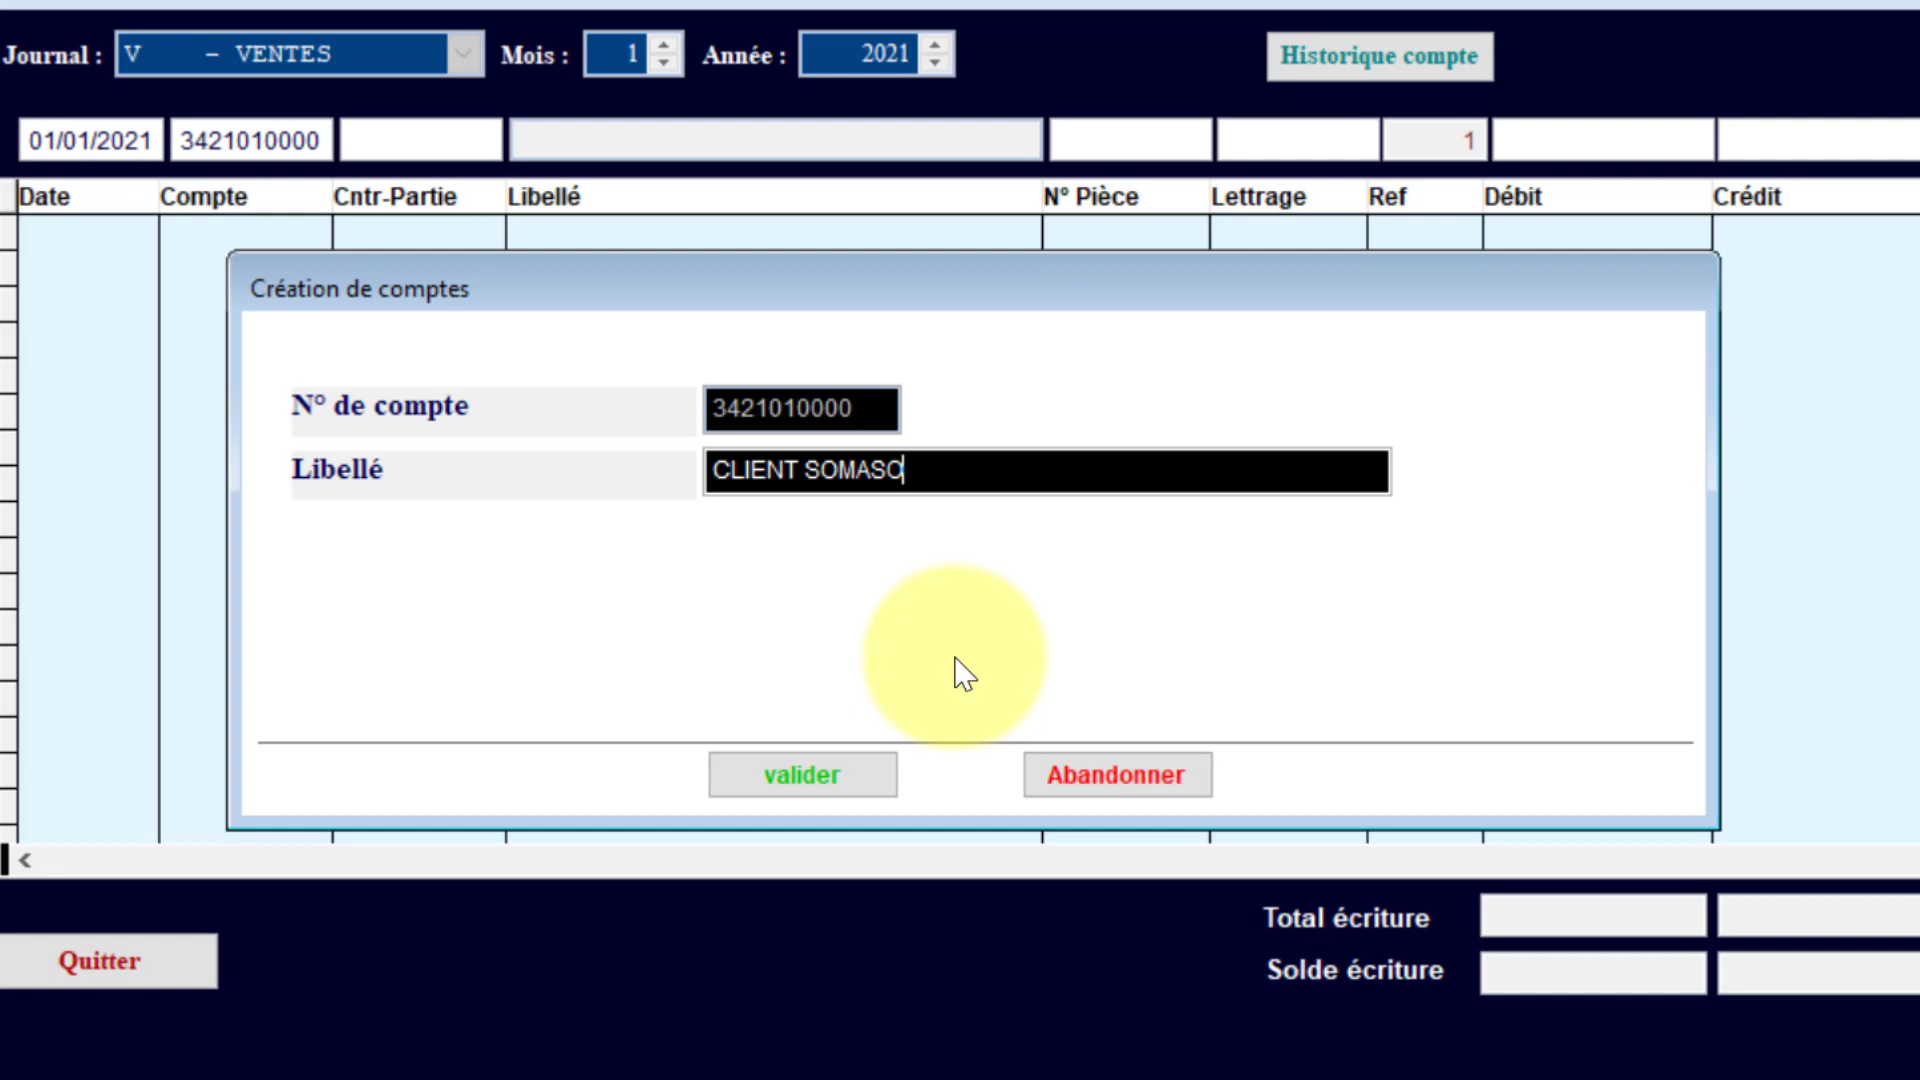 Journal : V - VENTES Mois : 1 Année : 2021 Historique compte
01/01/2021 3421010000 1
Date Compte Cntr-Partie Libellé N° Pièce Lettrage Ref Débit Crédit
Création de comptes
N° de compte 3421010000
Libellé CLIENT SOMASO
valider Abandonner
<
Total écriture
Quitter
Solde écriture